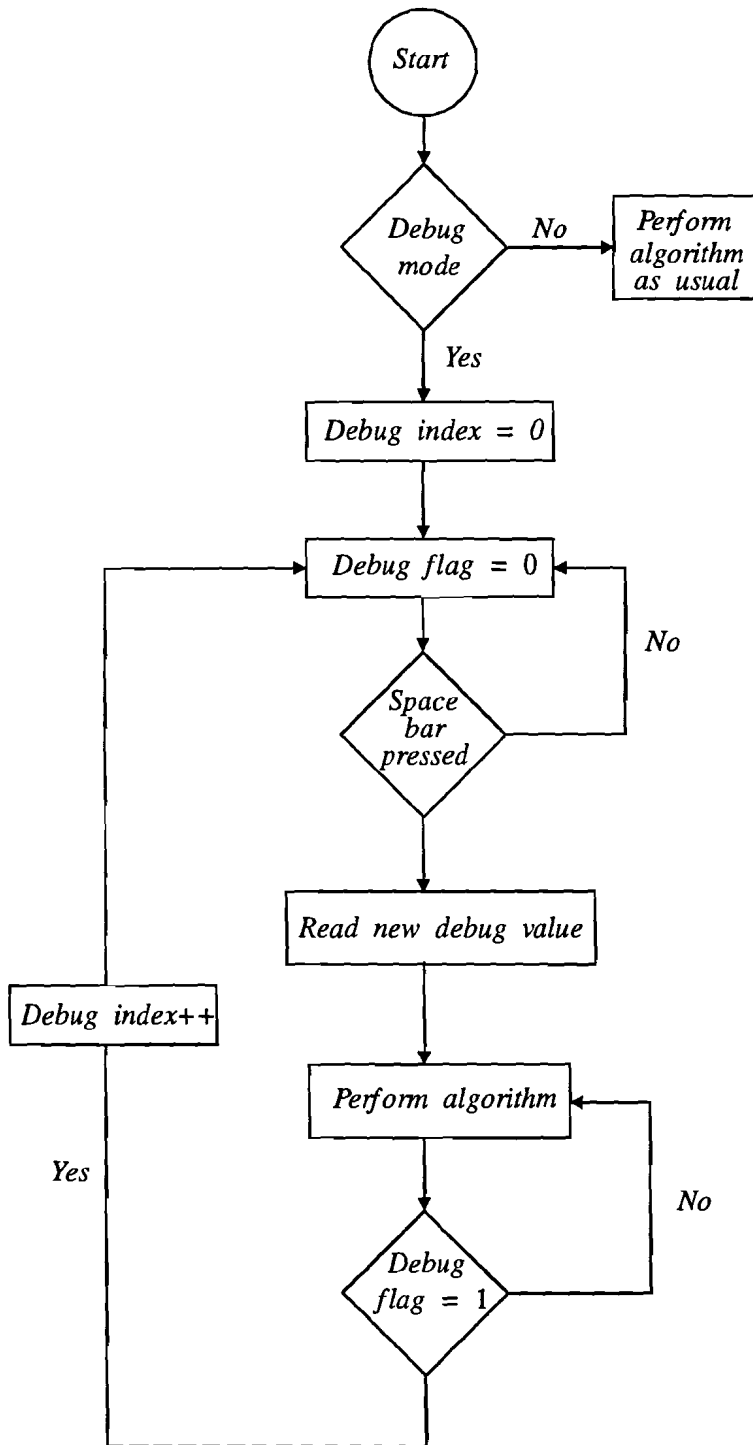 Start
Debug
mode
No
Perform
algorithm
as usual
Yes
Debug index = 0
Debug flag = 0
No
Space
bar
pressed
Read new debug value
Debug index++
Perform algorithm
Yes
No
Debug
flag = 1